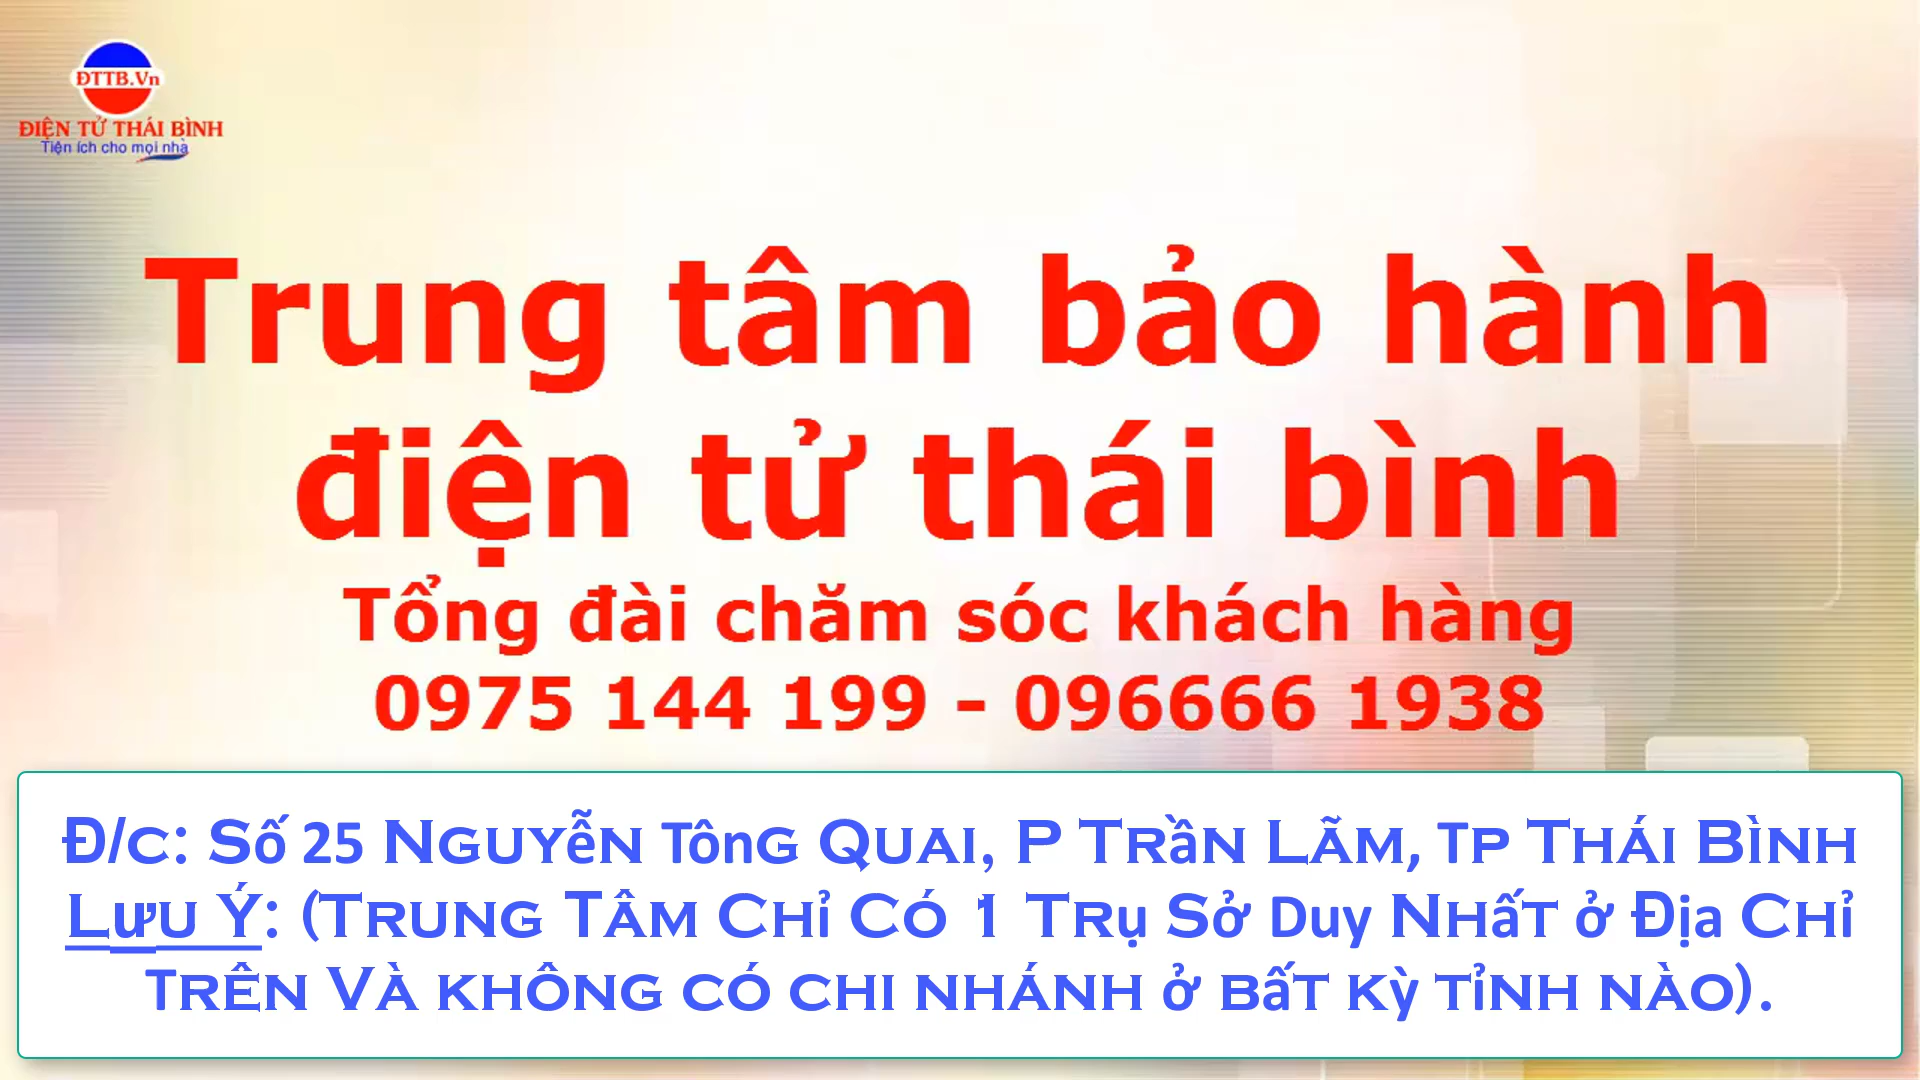 ĐTTB.Vn
ĐIỆN TỬ THÁI BÌNH
Tiện ích cho mọi nhà
Trung tâm bảo hành
điện tử thái bình
Tổng đài chăm sóc khách hàng
0975 144 199 - 096666 1938
Đ/c: Số 25 Nguyễn Tông Quai, P Trần Lãm, Tp Thái Bình
Lưu Ý: (Trung Tâm Chỉ Có 1 Trụ Sở Duy Nhất ở Địa Chỉ
Trên Và không có chi nhánh ở bất kỳ tỉnh nào).